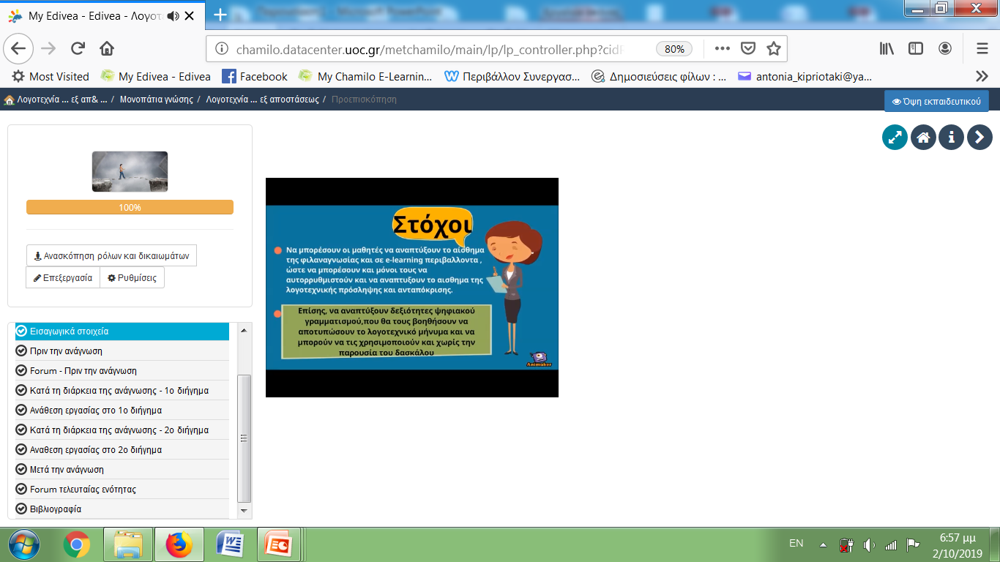 My Edivea - Edivea - Λογοτ
chamilo.datacenter.uoc.gr/metchamilo/main/lp/lp_controller.php?cid
80%
Most Visited
My Edivea - Edivea
Facebook
My Chamilo E-Learnin...
Περιβάλλον Συνεργασ...
Δημοσιεύσεις φίλων : ...
antonia_kipriotaki@ya...
Λογοτεχνία ... εξ απ& ... / Μονοπάτια γνώσης / Λογοτεχνία ... εξ αποστάσεως / Προεπισκόπηση
Όψη εκπαιδευτικού
100%
Ανασκόπηση ρόλων και δικαιωμάτων
Επεξεργασία
Ρυθμίσεις
Εισαγωγικά στοιχεία
Πριν την ανάγνωση
Forum - Πριν την ανάγνωση
Κατά τη διάρκεια της ανάγνωσης - 1ο διήγημα
Ανάθεση εργασίας στο 1ο διήγημα
Κατά τη διάρκεια της ανάγνωσης - 2ο διήγημα
Αναθεση εργασίας στο 2ο διήγημα
Μετά την ανάγνωση
Forum τελευταίας ενότητας
Βιβλιογραφία
Στόχοι
Να μπορέσουν οι μαθητές να αναπτύξουν το αίσθημα
της φιλαναγνωσίας και σε e-learning περιβαλλοντα ,
ώστε να μπορέσουν και μόνοι τους να
αυτορρυθμιστούν και να αναπτυξουν το αισθημα της
λογοτεχνικής πρόσληψης και ανταπόκρισης.
Επίσης, να αναπτύξουν δεξιότητες ψηφιακού
γραμματισμού,που θα τους βοηθήσουν να
αποτυπώσουν το λογοτεχνικό μήνυμα και να
μπορούν να τις χρησιμοποιούν και χωρίς την
παρουσία του δασκάλου
Animaker
EN
6:57 μμ
2/10/2019